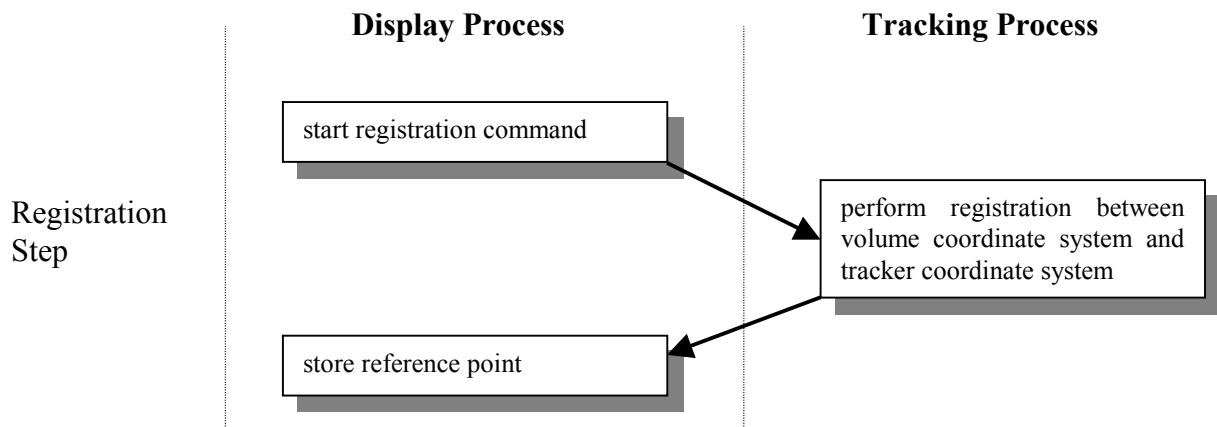 Display Process
Tracking Process
start registration command
Registration
Step
perform registration between
volume coordinate system and
tracker coordinate system
store reference point